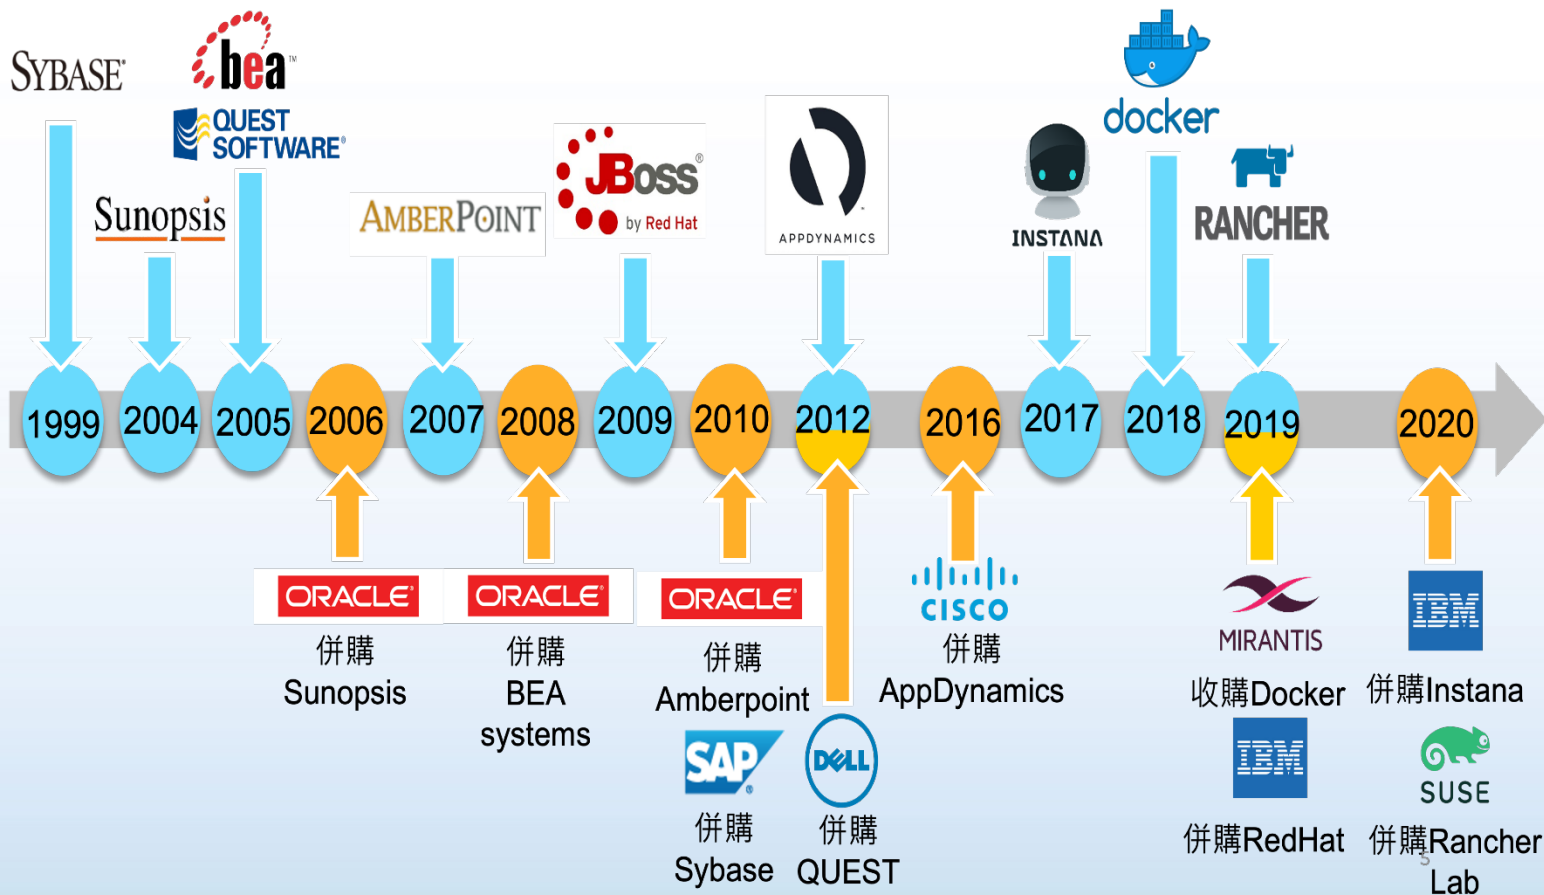 SYBASE®
bea™
QUEST
SOFTWARE®
Sunopsis
AMBERPOINT
JBoss®
by Red Hat
APPDYNAMICS
INSTANA
docker
RANCHER
1999
2004
2005
2006
2007
2008
2009
2010
2012
2016
2017
2018
2019
2020
ORACLE®
併購
Sunopsis
ORACLE®
併購
BEA
systems
ORACLE®
併購
Amberpoint
SAP®
併購
Sybase
DELL
併購
QUEST
CISCO
併購
AppDynamics
MIRANTIS
收購Docker
IBM
併購RedHat
IBM
併購Instana
SUSE
併購Rancher
Lab
5